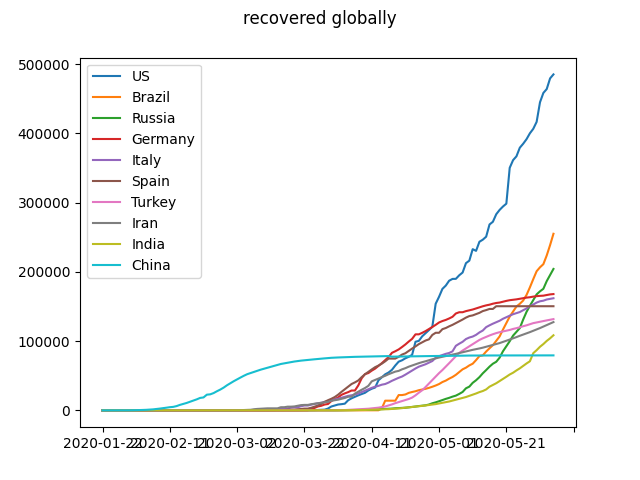 recovered globally
500000
400000
300000
200000
100000
0
US
Brazil
Russia
Germany
Italy
Spain
Turkey
Iran
India
China
2020-01-22
2020-02-11
2020-03-02
2020-03-22
2020-04-11
2020-05-01
2020-05-21